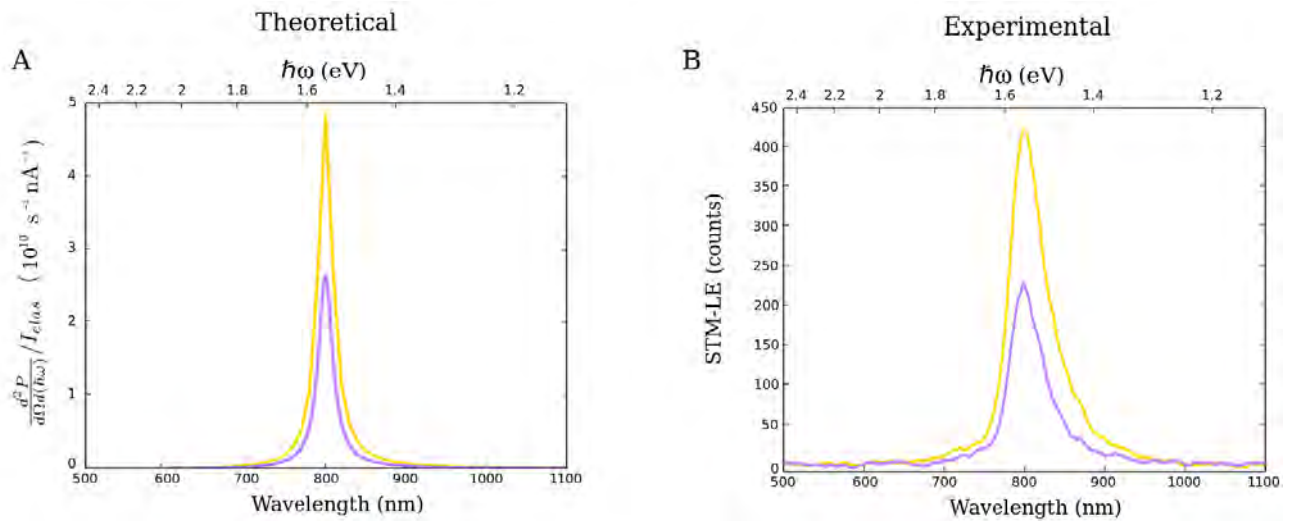 Theoretical
A
ħω (eV)
2.4 2.2 2 1.8 1.6 1.4 1.2
5
4
3
2
1
0
d²P / dΩd(ħω) / I_elas ( 10¹⁰ s⁻¹ nA⁻¹ )
500 600 700 800 900 1000 1100
Wavelength (nm)
Experimental
B
ħω (eV)
2.4 2.2 2 1.8 1.6 1.4 1.2
450
400
350
300
250
200
150
100
50
0
STM-LE (counts)
500 600 700 800 900 1000 1100
Wavelength (nm)